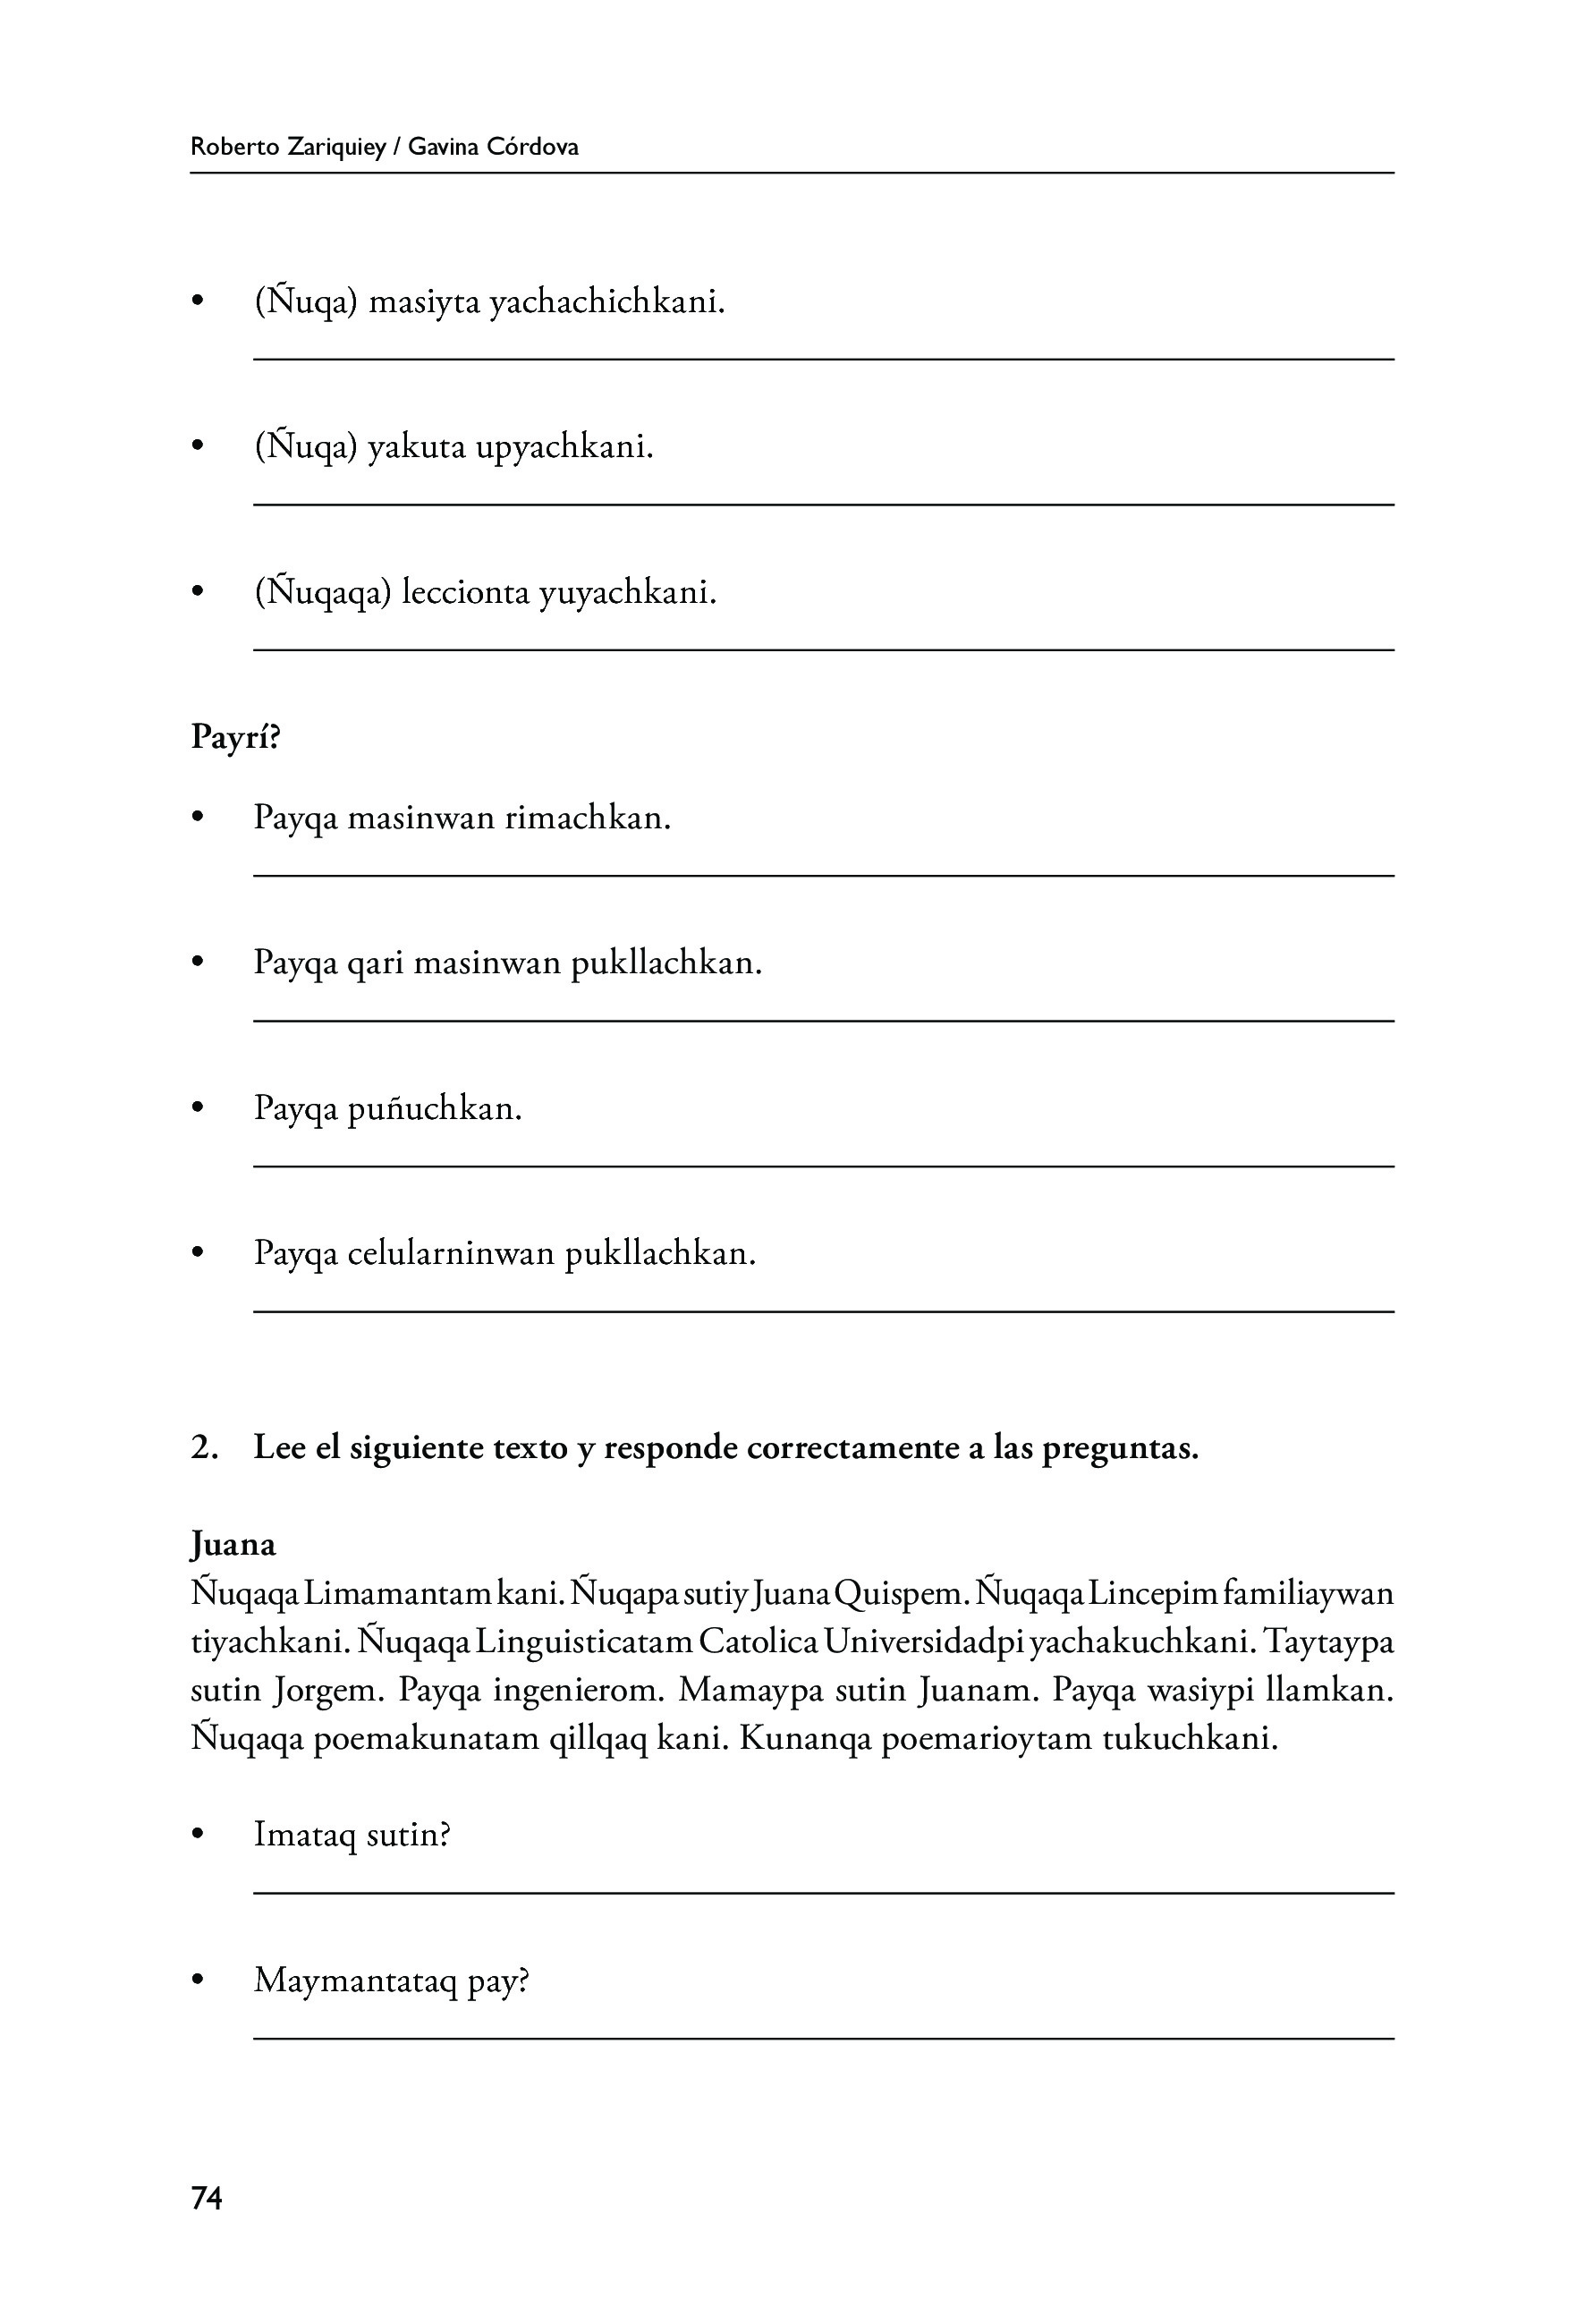 Roberto Zariquiey / Gavina Córdova
• (Ñuqa) masiyta yachachichkani.
• (Ñuqa) yakuta upyachkani.
• (Ñuqaqa) leccionta yuyachkani.
Payrí?
• Payqa masinwan rimachkan.
• Payqa qari masinwan pukllachkan.
• Payqa puñuchkan.
• Payqa celularninwan pukllachkan.
2. Lee el siguiente texto y responde correctamente a las preguntas.
Juana
Ñuqaqa Limamantam kani. Ñuqapa sutiy Juana Quispem. Ñuqaqa Lincepim familiaywan
tiyachkani. Ñuqaqa Linguisticatam Catolica Universidadpi yachakuchkani. Taytaypa
sutin Jorgem. Payqa ingenierom. Mamaypa sutin Juanam. Payqa wasiypi llamkan.
Ñuqaqa poemakunatam qillqaq kani. Kunanqa poemarioytam tukuchkani.
• Imataq sutin?
• Maymantataq pay?
74